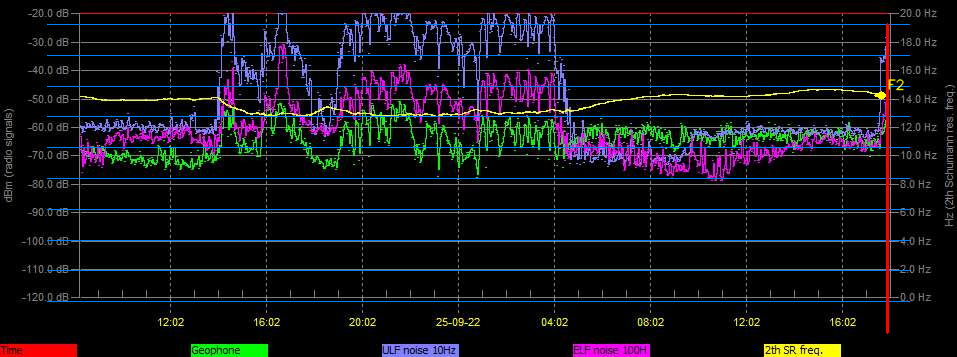 -20.0 dB
20.0 Hz
-30.0 dB
18.0 Hz
-40.0 dB
16.0 Hz
F2
-50.0 dB
14.0 Hz
-60.0 dB
12.0 Hz
-70.0 dB
10.0 Hz
-80.0 dB
8.0 Hz
-90.0 dB
6.0 Hz
-100.0 dB
4.0 Hz
-110.0 dB
2.0 Hz
-120.0 dB
0.0 Hz
dBm (radio signals)
Hz (2th Schumann res. freq.)
12:02 16:02 20:02 25-09-22 04:02 08:02 12:02 16:02
Time Geophone ULF noise 10Hz ELF noise 100H 2th SR freq.